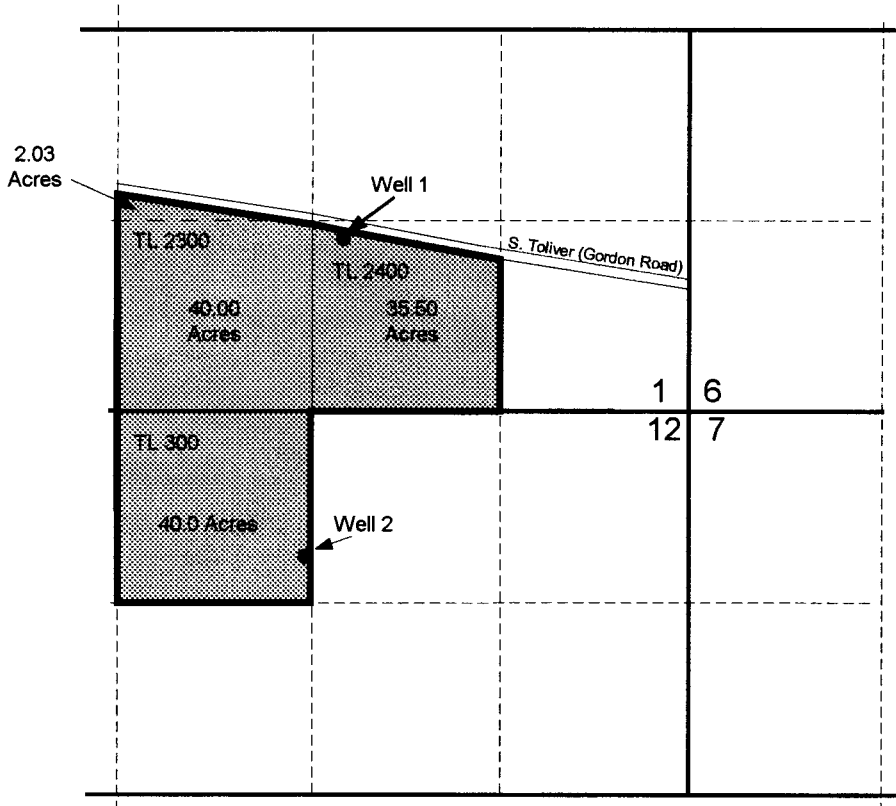 2.03
Acres
Well 1
S. Toliver (Gordon Road)
TL 2300
TL 2400
40.00
Acres
35.50
Acres
1 6
12 7
TL 300
40.0 Acres
Well 2